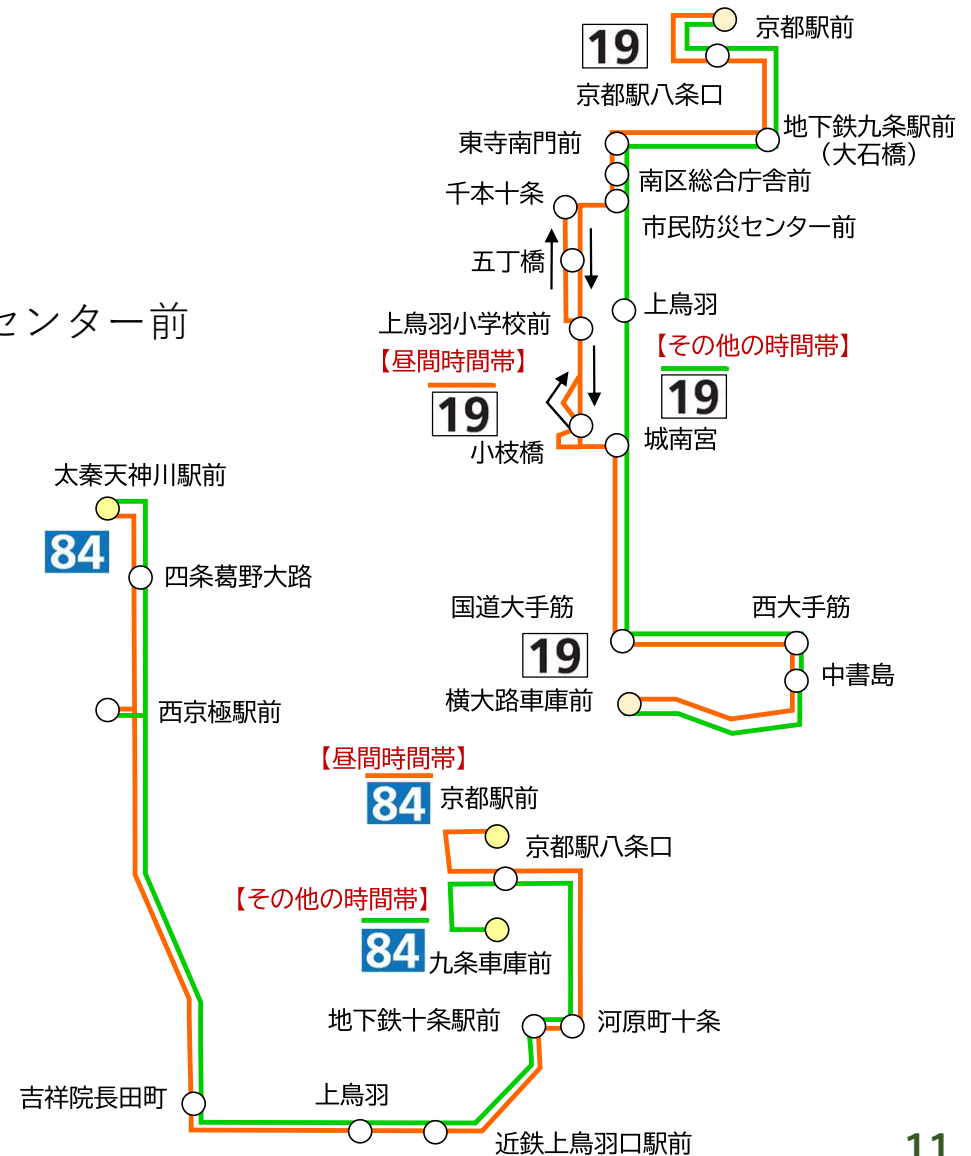 京都駅前
19
京都駅八条口
地下鉄九条駅前
（大石橋）
東寺南門前
南区総合庁舎前
千本十条
市民防災センター前
五丁橋
上鳥羽
センター前
上鳥羽小学校前
【昼間時間帯】
19
【その他の時間帯】
19
小枝橋
城南宮
太秦天神川駅前
84
四条葛野大路
国道大手筋
西大手筋
19
中書島
横大路車庫前
西京極駅前
【昼間時間帯】
84
京都駅前
京都駅八条口
【その他の時間帯】
84
九条車庫前
地下鉄十条駅前
河原町十条
吉祥院長田町
上鳥羽
近鉄上鳥羽口駅前
11